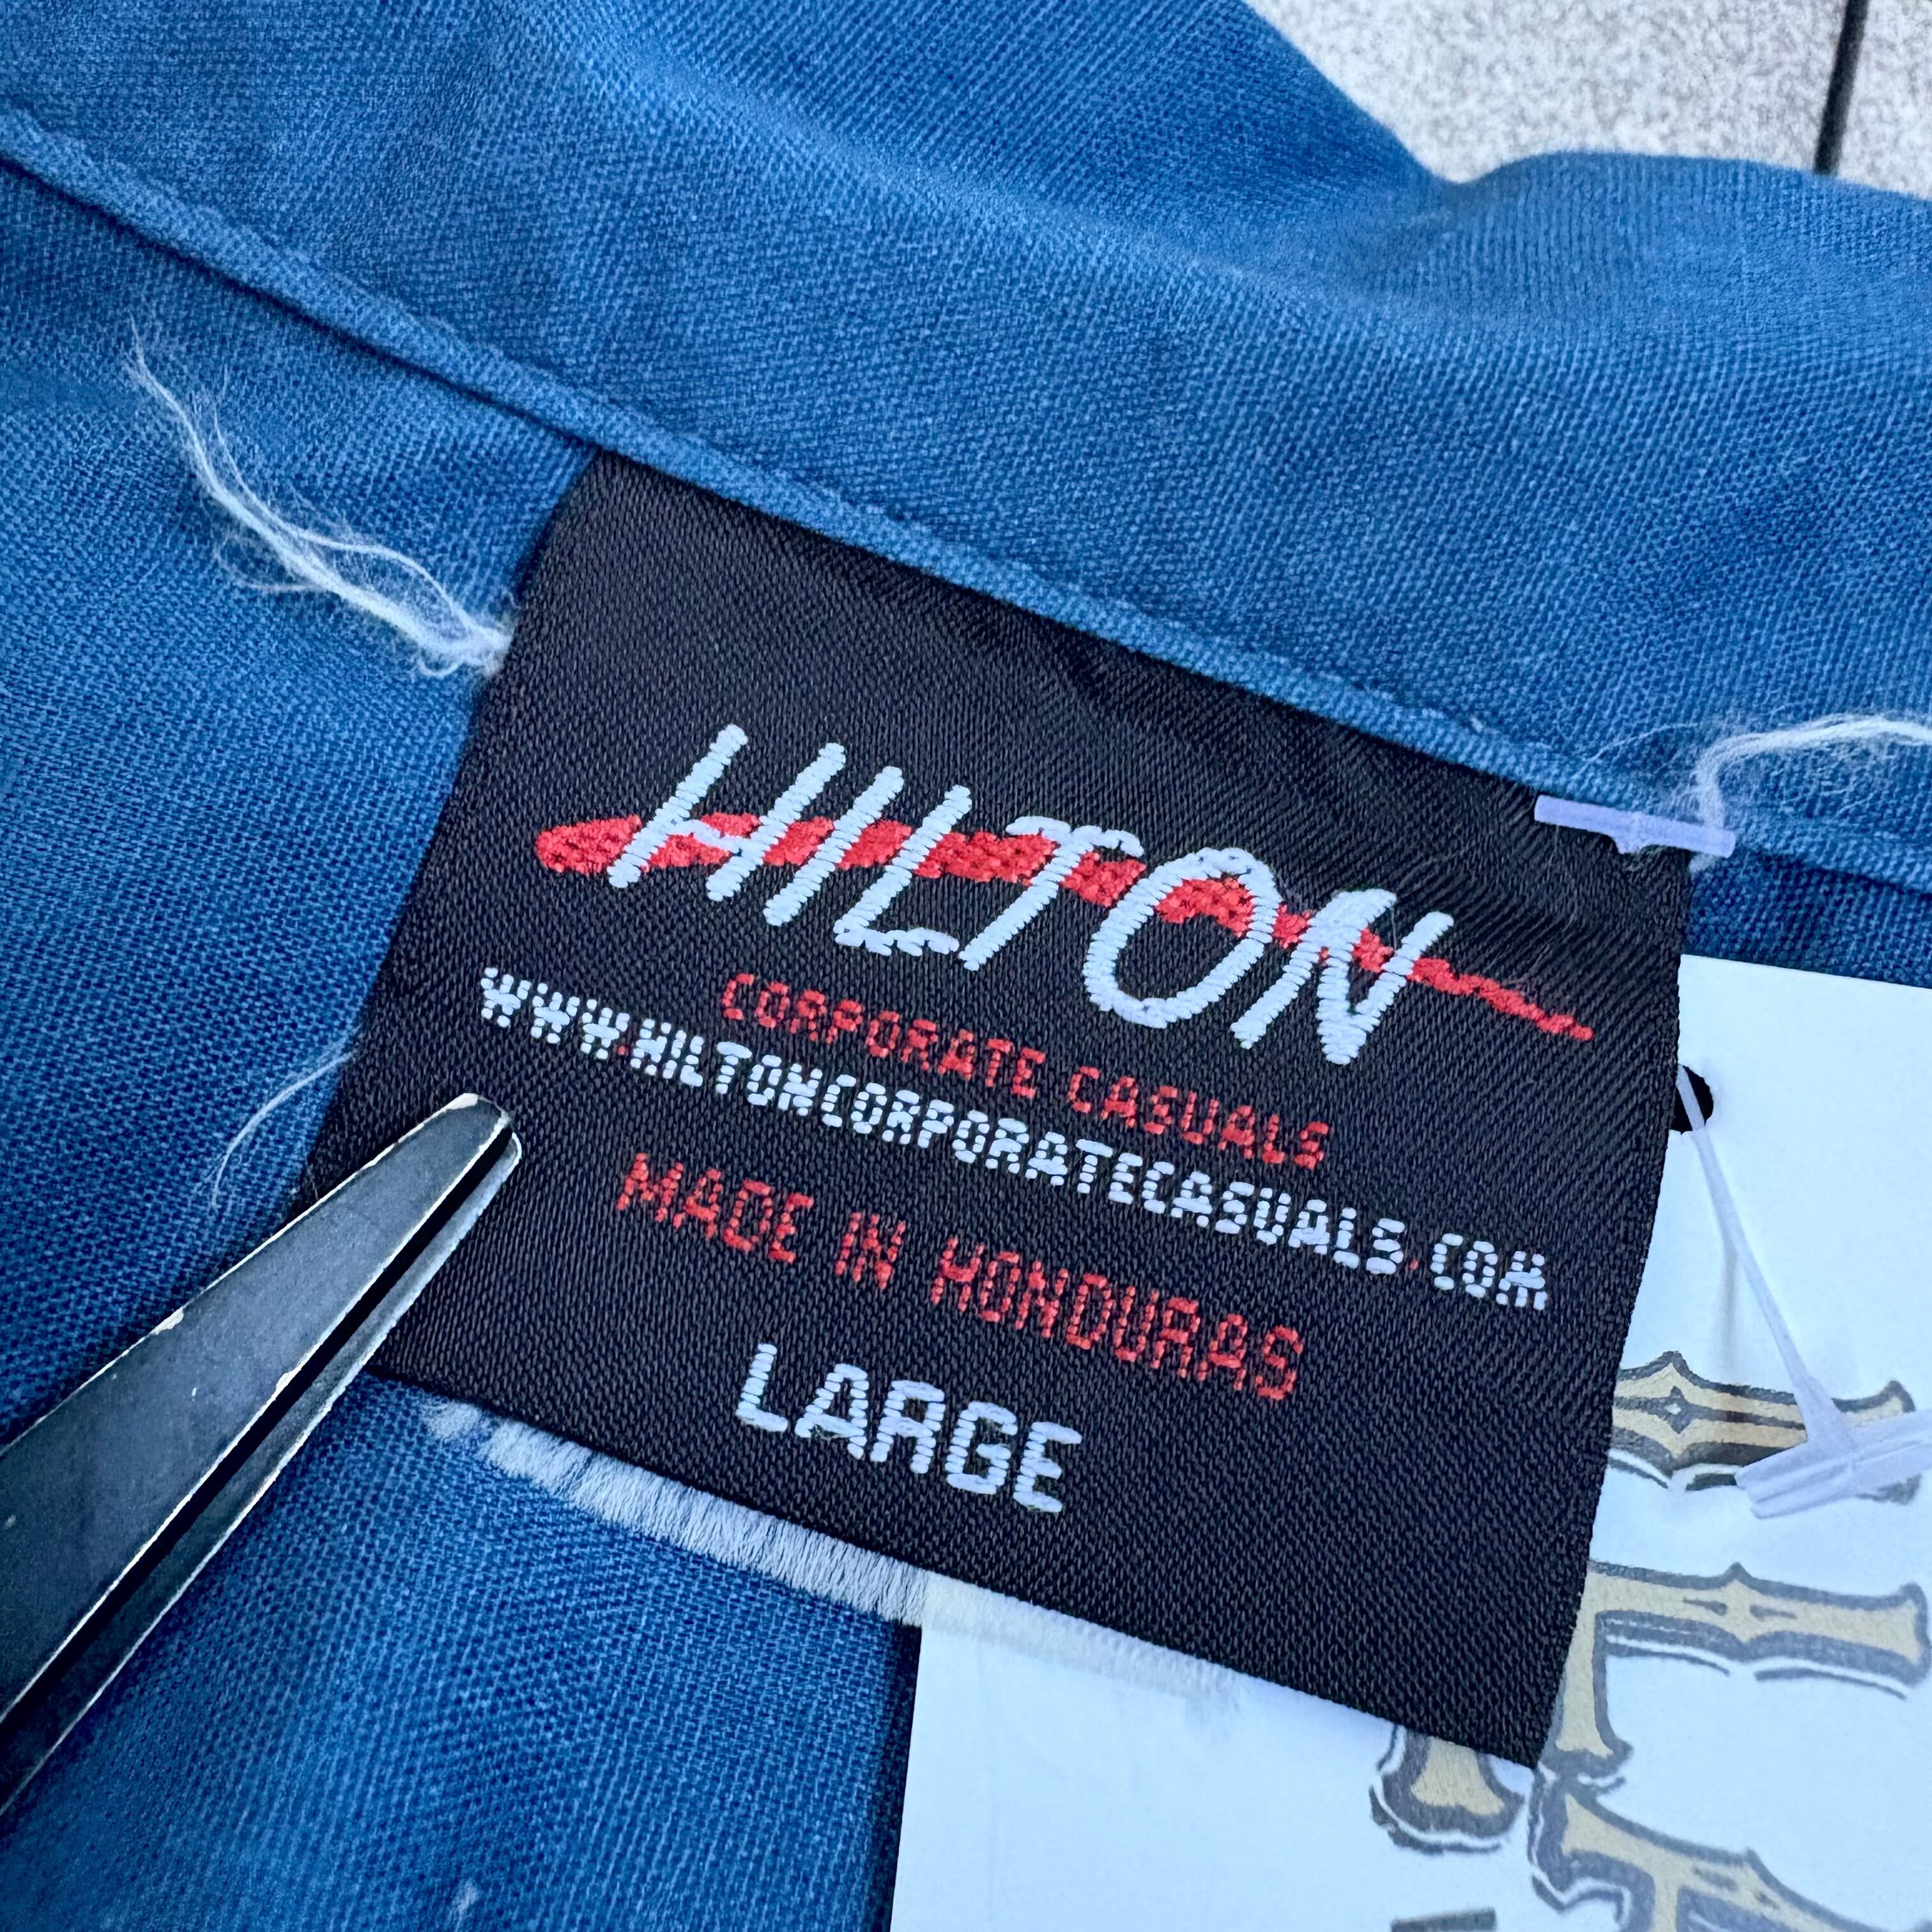 HILTON
CORPORATE CASUALS
WWW.HILTONCORPORATECASUALS.COM
MADE IN HONDURAS
LARGE